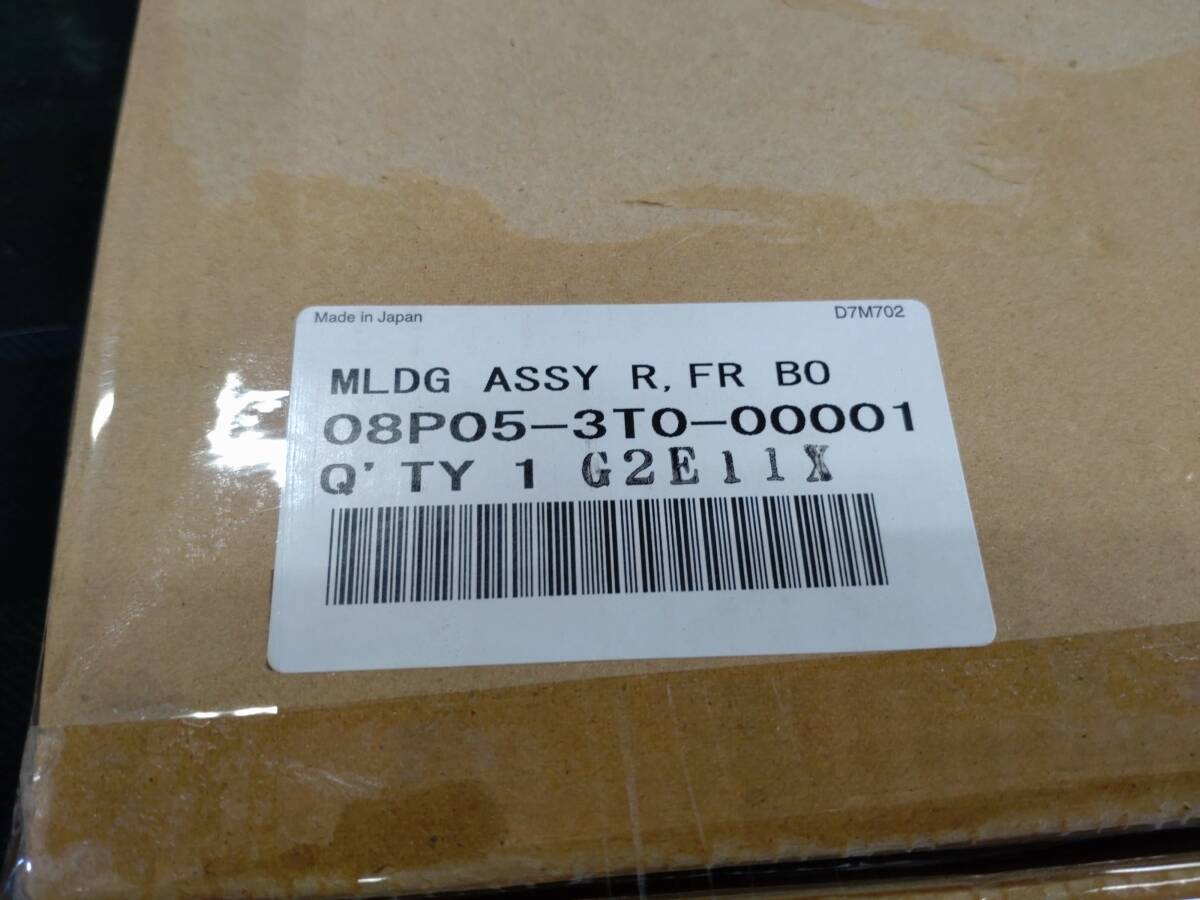 Made in Japan
D7M702
MLDG ASSY R, FR BO
08P05-3T0-00001
Q'TY 1 G2E11X